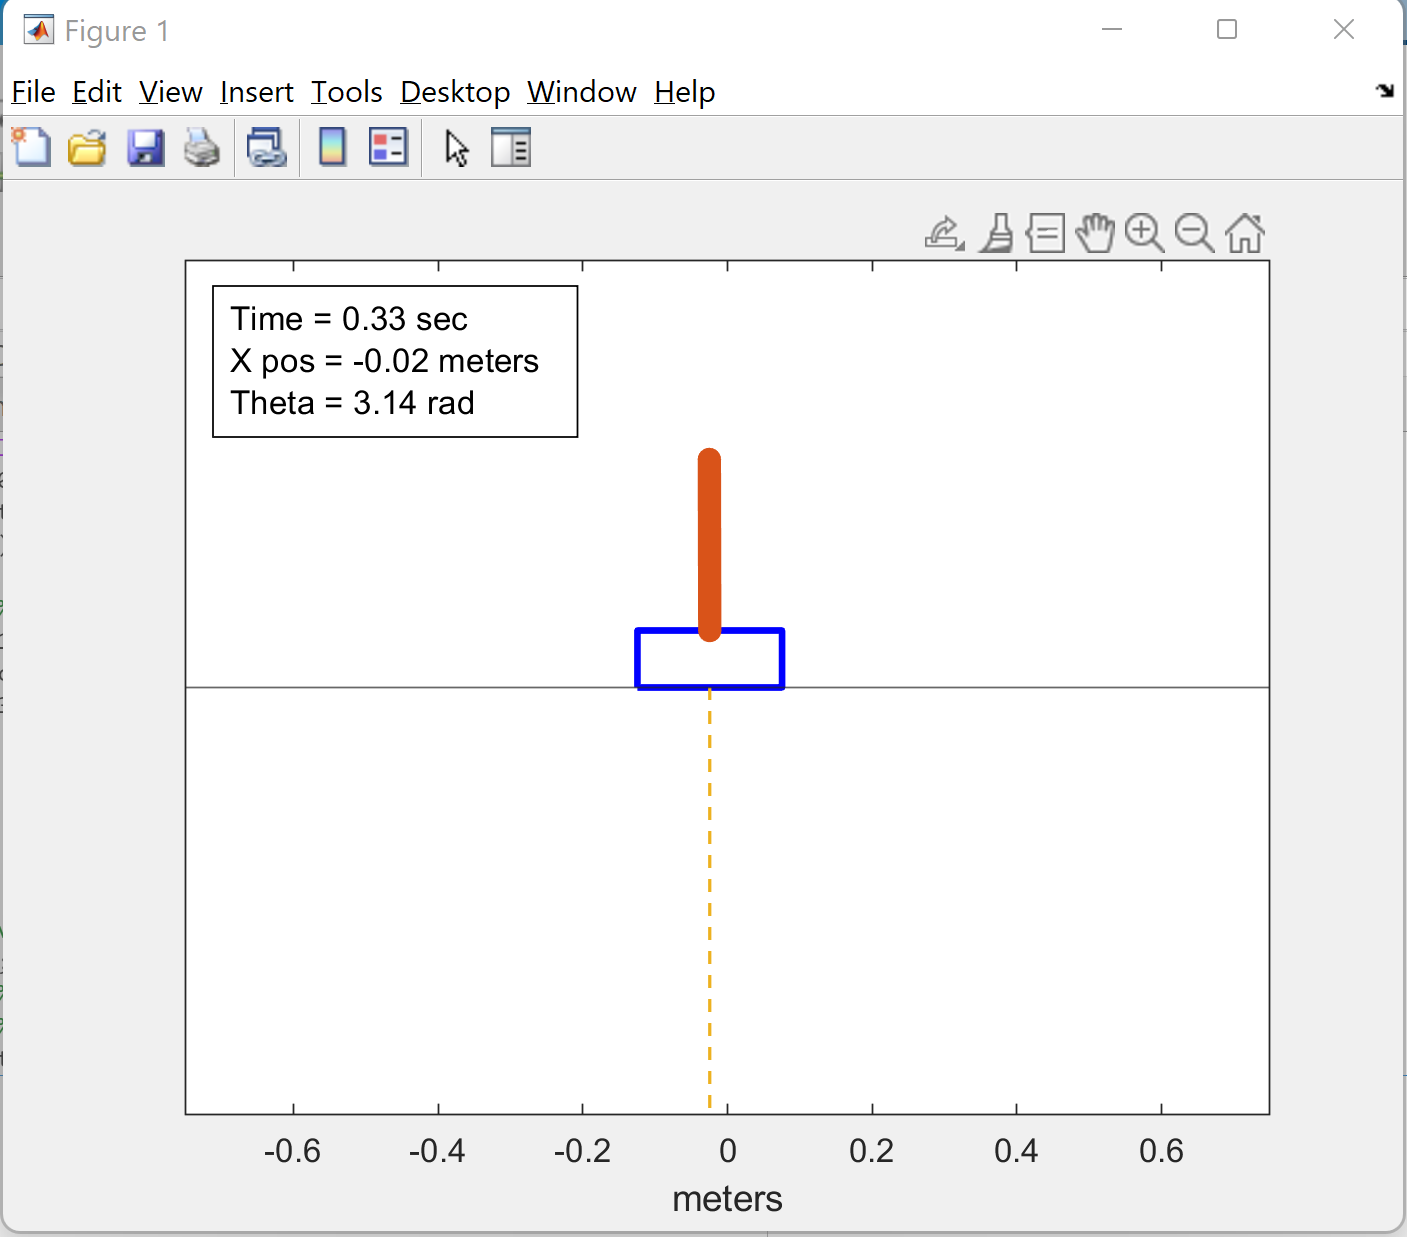 Figure 1
File Edit View Insert Tools Desktop Window Help
Time = 0.33 sec
X pos = -0.02 meters
Theta = 3.14 rad
-0.6 -0.4 -0.2 0 0.2 0.4 0.6
meters